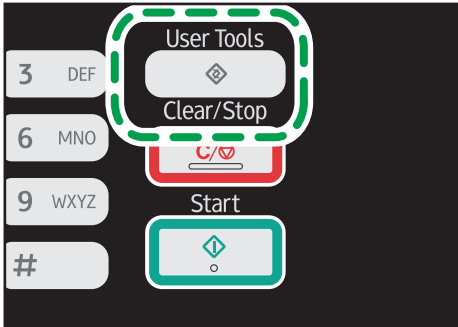 User Tools
3 DEF
Clear/Stop
6 MNO
C/
9 WXYZ
Start
#